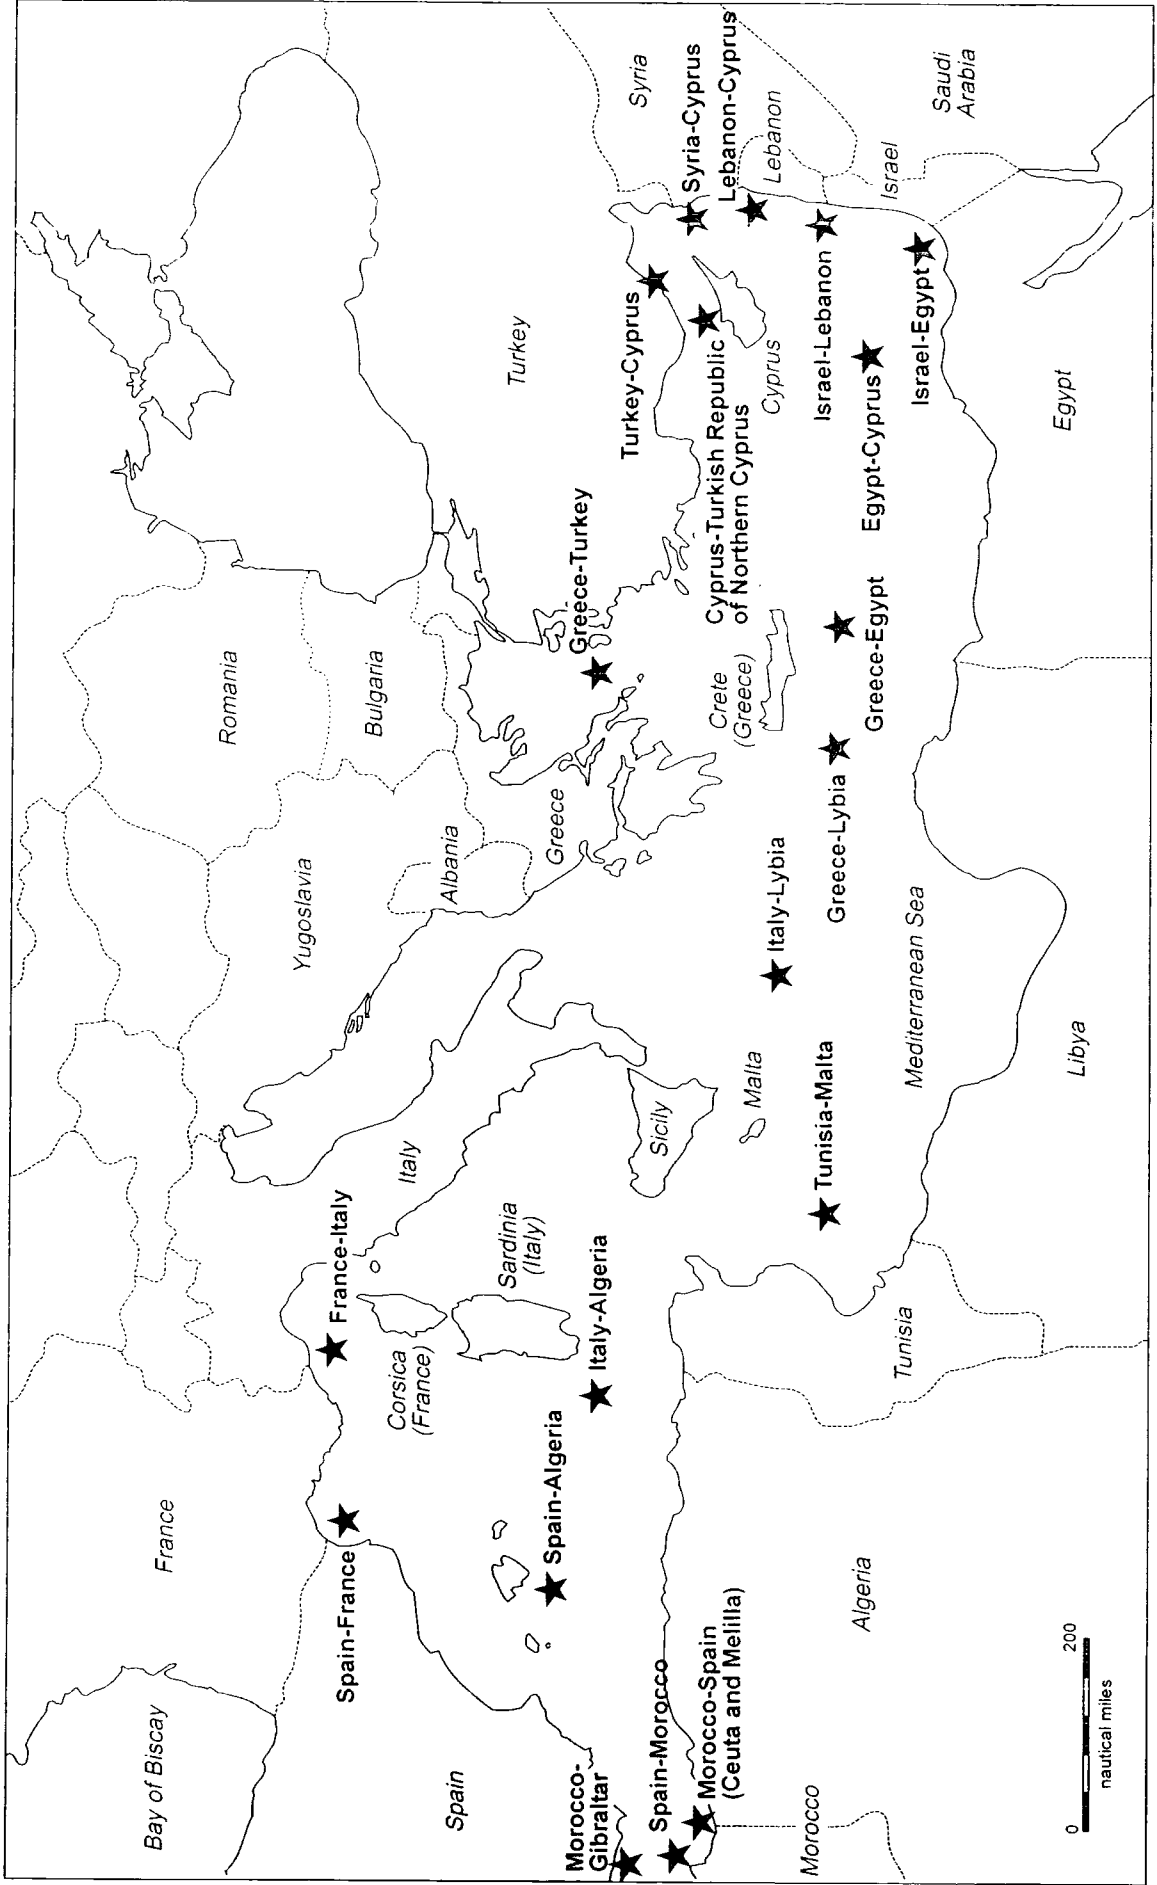 Bay of Biscay
France
Spain
Spain-France
France-Italy
Corsica
(France)
Sardinia
(Italy)
Italy
Sicily
Malta
Yugoslavia
Albania
Romania
Bulgaria
Greece
Crete
(Greece)
Greece-Turkey
Turkey
Turkey-Cyprus
Cyprus-Turkish Republic
of Northern Cyprus
Cyprus
Syria
Syria-Cyprus
Lebanon-Cyprus
Lebanon
Israel-Lebanon
Israel
Saudi
Arabia
Israel-Egypt
Egypt-Cyprus
Egypt
Greece-Egypt
Greece-Lybia
Italy-Lybia
Mediterranean Sea
Libya
Tunisia-Malta
Tunisia
Italy-Algeria
Spain-Algeria
Algeria
Morocco-
Gibraltar
Spain-Morocco
Morocco-Spain
(Ceuta and Melilla)
Morocco
0
200
nautical miles